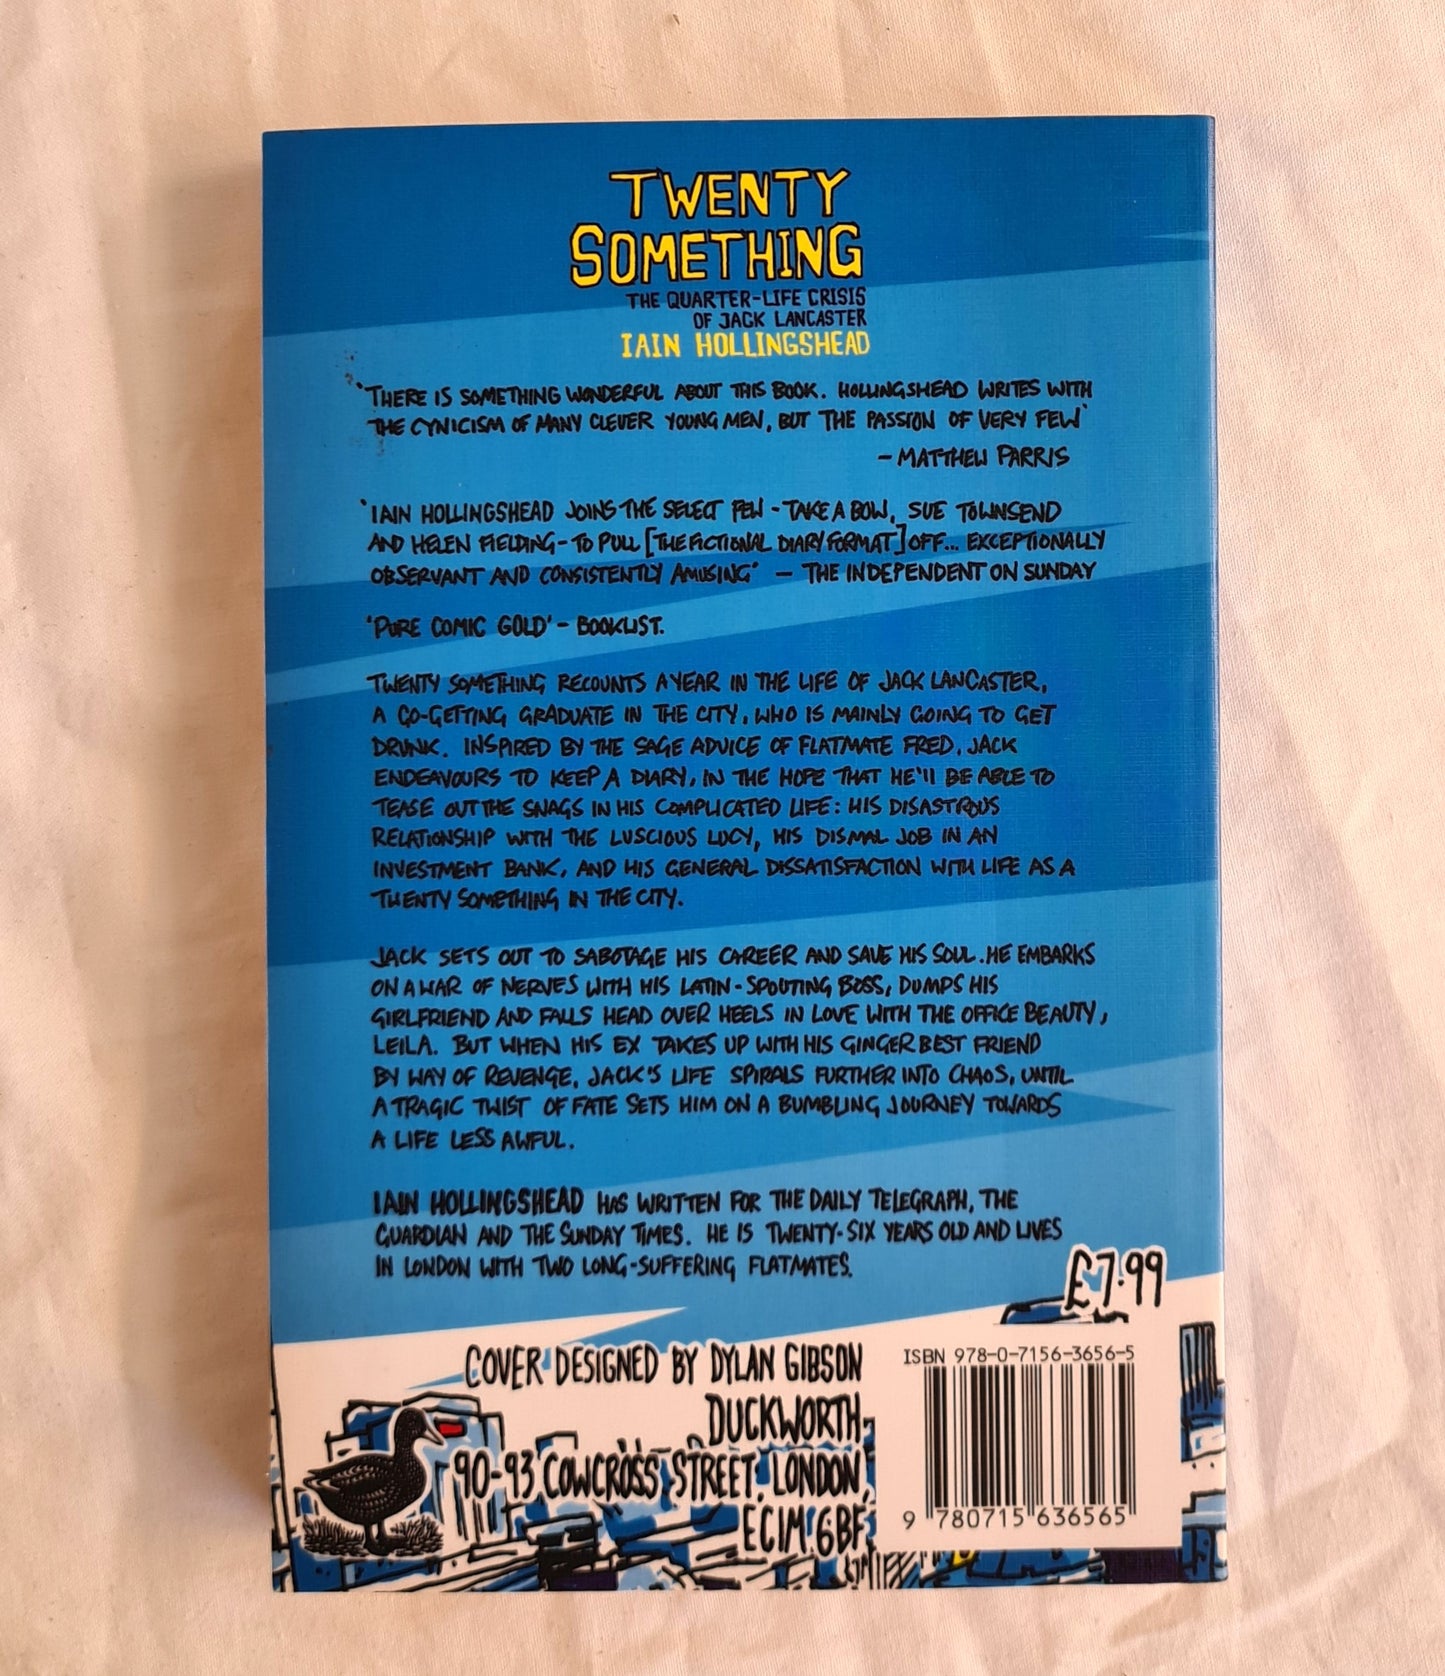 TWENTY
SOMETHING
THE QUARTER-LIFE CRISIS
OF JACK LANCASTER
IAIN HOLLINGSHEAD
'THERE IS SOMETHING WONDERFUL ABOUT THIS BOOK. HOLLINGSHEAD WRITES WITH
THE CYNICISM OF MANY CLEVER YOUNG MEN, BUT THE PASSION OF VERY FEW'
– MATTHEW PARRIS
'IAIN HOLLINGSHEAD JOINS THE SELECT FEW - TAKE A BOW, SUE TOWNSEND
AND HELEN FIELDING - TO PULL [THE FICTIONAL DIARY FORMAT] OFF... EXCEPTIONALLY
OBSERVANT AND CONSISTENTLY AMUSING' – THE INDEPENDENT ON SUNDAY
'PURE COMIC GOLD' – BOOKLIST.
TWENTY SOMETHING RECOUNTS A YEAR IN THE LIFE OF JACK LANCASTER,
A GO-GETTING GRADUATE IN THE CITY, WHO IS MAINLY GOING TO GET
DRUNK. INSPIRED BY THE SAGE ADVICE OF FLATMATE FRED, JACK
ENDEAVOURS TO KEEP A DIARY, IN THE HOPE THAT HE'LL BE ABLE TO
TEASE OUT THE SNAGS IN HIS COMPLICATED LIFE: HIS DISASTROUS
RELATIONSHIP WITH THE LUSCIOUS LUCY, HIS DISMAL JOB IN AN
INVESTMENT BANK, AND HIS GENERAL DISSATISFACTION WITH LIFE AS A
TWENTY SOMETHING IN THE CITY.
JACK SETS OUT TO SABOTAGE HIS CAREER AND SAVE HIS SOUL. HE EMBARKS
ON A WAR OF NERVES WITH HIS LATIN-SPOUTING BOSS, DUMPS HIS
GIRLFRIEND AND FALLS HEAD OVER HEELS IN LOVE WITH THE OFFICE BEAUTY,
LEILA. BUT WHEN HIS EX TAKES UP WITH HIS GINGER BEST FRIEND
BY WAY OF REVENGE, JACK'S LIFE SPIRALS FURTHER INTO CHAOS, UNTIL
A TRAGIC TWIST OF FATE SETS HIM ON A BUMBLING JOURNEY TOWARDS
A LIFE LESS AWFUL.
IAIN HOLLINGSHEAD HAS WRITTEN FOR THE DAILY TELEGRAPH, THE
GUARDIAN AND THE SUNDAY TIMES. HE IS TWENTY-SIX YEARS OLD AND LIVES
IN LONDON WITH TWO LONG-SUFFERING FLATMATES.
£7.99
COVER DESIGNED BY DYLAN GIBSON
DUCKWORTH,
90-93 COWCROSS STREET, LONDON,
EC1M 6BF
ISBN 978-0-7156-3656-5
9 780715 636565